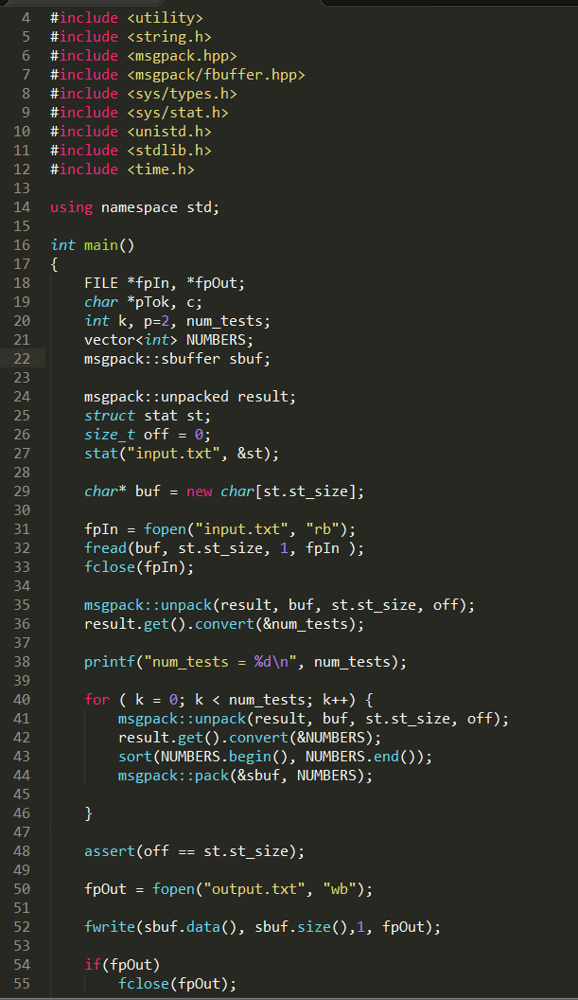 4 #include <utility>
5 #include <string.h>
6 #include <msgpack.hpp>
7 #include <msgpack/fbuffer.hpp>
8 #include <sys/types.h>
9 #include <sys/stat.h>
10 #include <unistd.h>
11 #include <stdlib.h>
12 #include <time.h>
13
14 using namespace std;
15
16 int main()
17 {
18     FILE *fpIn, *fpOut;
19     char *pTok, c;
20     int k, p=2, num_tests;
21     vector<int> NUMBERS;
22     msgpack::sbuffer sbuf;
23
24     msgpack::unpacked result;
25     struct stat st;
26     size_t off = 0;
27     stat("input.txt", &st);
28
29     char* buf = new char[st.st_size];
30
31     fpIn = fopen("input.txt", "rb");
32     fread(buf, st.st_size, 1, fpIn );
33     fclose(fpIn);
34
35     msgpack::unpack(result, buf, st.st_size, off);
36     result.get().convert(&num_tests);
37
38     printf("num_tests = %d\n", num_tests);
39
40     for ( k = 0; k < num_tests; k++) {
41         msgpack::unpack(result, buf, st.st_size, off);
42         result.get().convert(&NUMBERS);
43         sort(NUMBERS.begin(), NUMBERS.end());
44         msgpack::pack(&sbuf, NUMBERS);
45
46     }
47
48     assert(off == st.st_size);
49
50     fpOut = fopen("output.txt", "wb");
51
52     fwrite(sbuf.data(), sbuf.size(),1, fpOut);
53
54     if(fpOut)
55         fclose(fpOut);